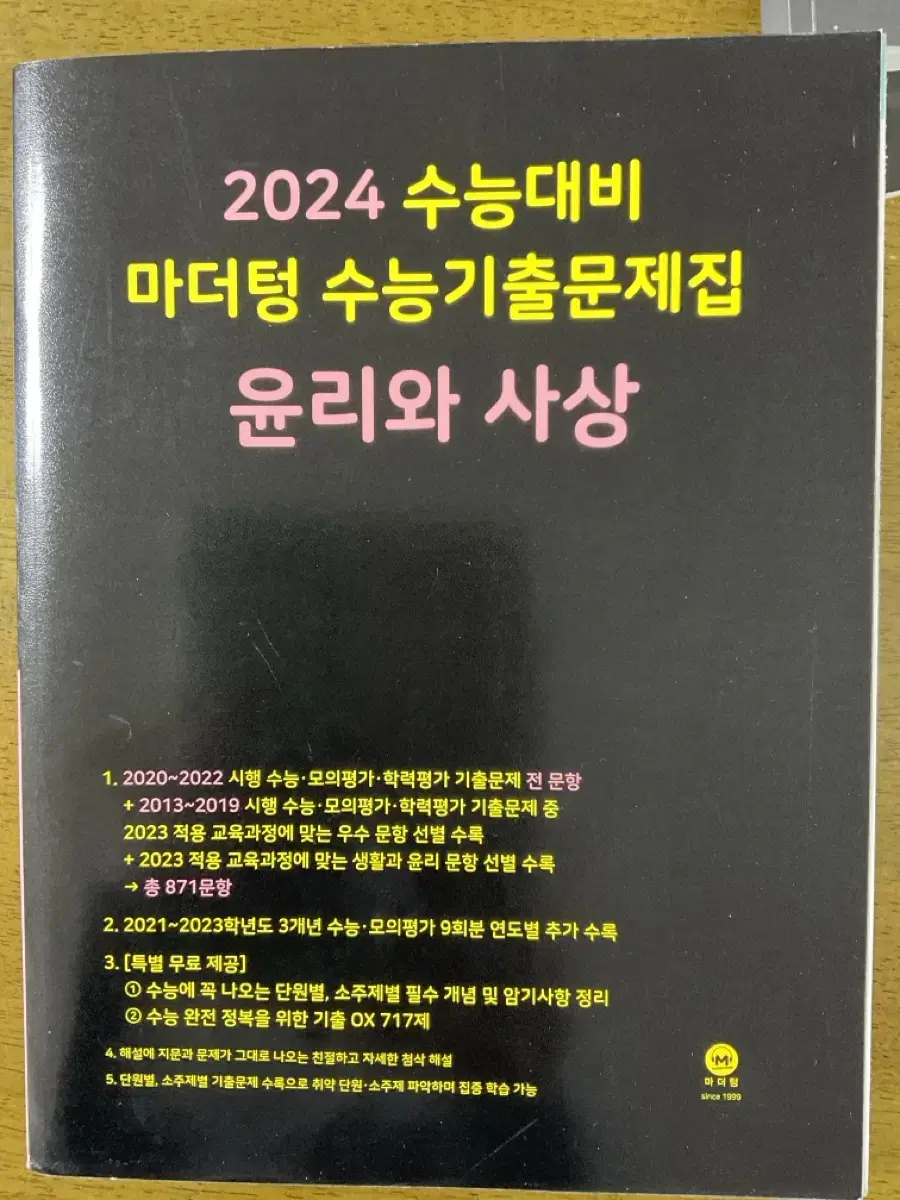 2024 수능대비
마더텅 수능기출문제집
윤리와 사상
1. 2020~2022 시행 수능·모의평가·학력평가 기출문제 전 문항
+ 2013~2019 시행 수능·모의평가·학력평가 기출문제 중
2023 적용 교육과정에 맞는 우수 문항 선별 수록
+ 2023 적용 교육과정에 맞는 생활과 윤리 문항 선별 수록
→ 총 871문항
2. 2021~2023학년도 3개년 수능·모의평가 9회분 연도별 추가 수록
3. [특별 무료 제공]
① 수능에 꼭 나오는 단원별, 소주제별 필수 개념 및 암기사항 정리
② 수능 완전 정복을 위한 기출 OX 717제
4. 해설에 지문과 문제가 그대로 나오는 친절하고 자세한 첨삭 해설
5. 단원별, 소주제별 기출문제 수록으로 취약 단원·소주제 파악하며 집중 학습 가능
M
마더텅
since 1999